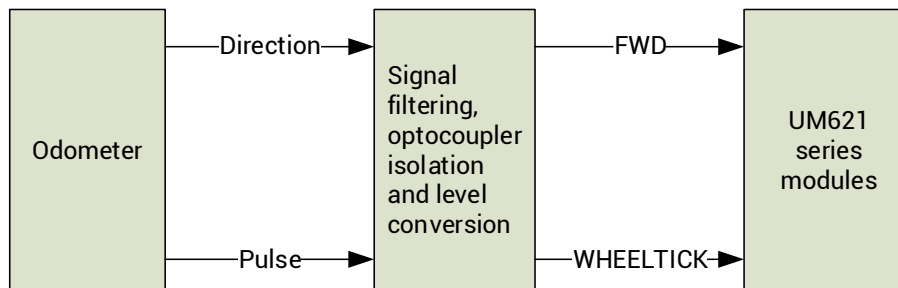 Direction
FWD
Odometer
Signal
filtering,
optocoupler
isolation
and level
conversion
UM621
series
modules
Pulse
WHEELTICK